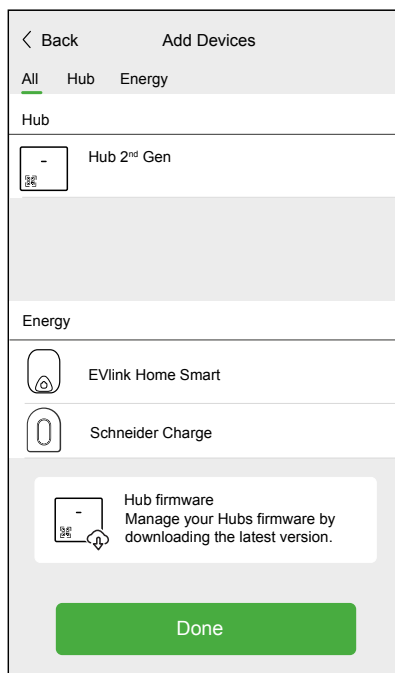 Back
Add Devices
All Hub Energy
Hub
Hub 2nd Gen
Energy
EVlink Home Smart
Schneider Charge
Hub firmware
Manage your Hubs firmware by
downloading the latest version.
Done